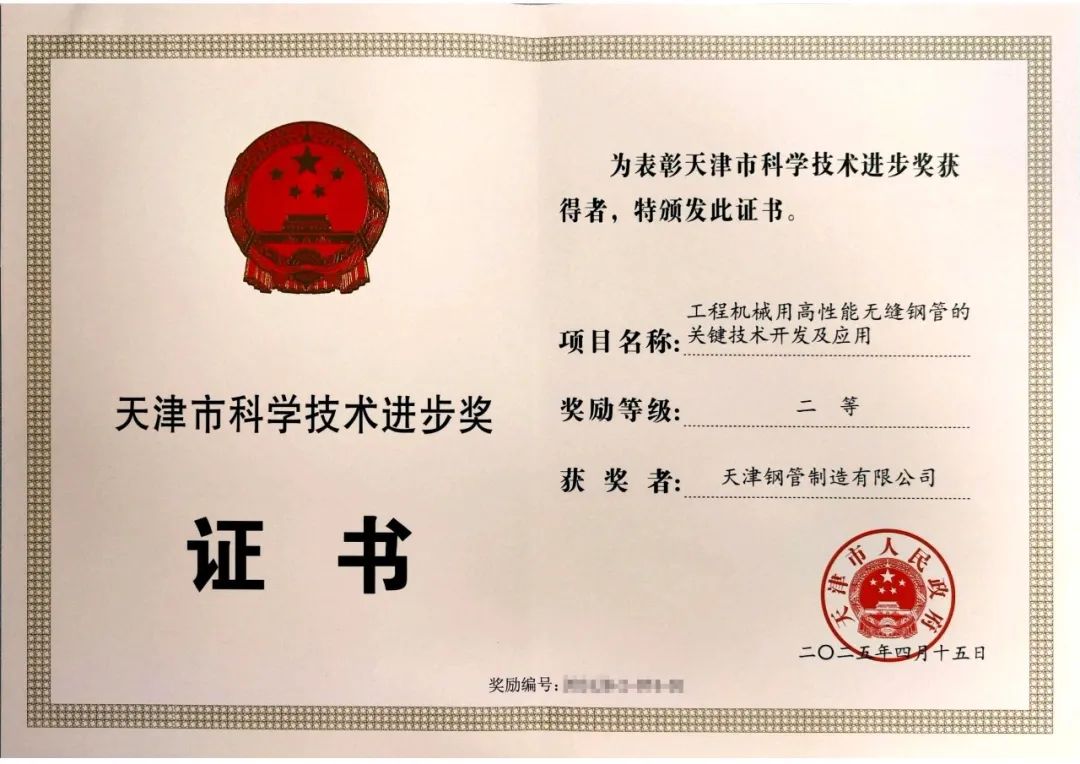 天津市科学技术进步奖
证 书
为表彰天津市科学技术进步奖获
得者，特颁发此证书。
项目名称：工程机械用高性能无缝钢管的
关键技术开发及应用
奖励等级：二 等
获 奖 者：天津钢管制造有限公司
天津市人民政府
二〇二五年四月十五日
奖励编号：